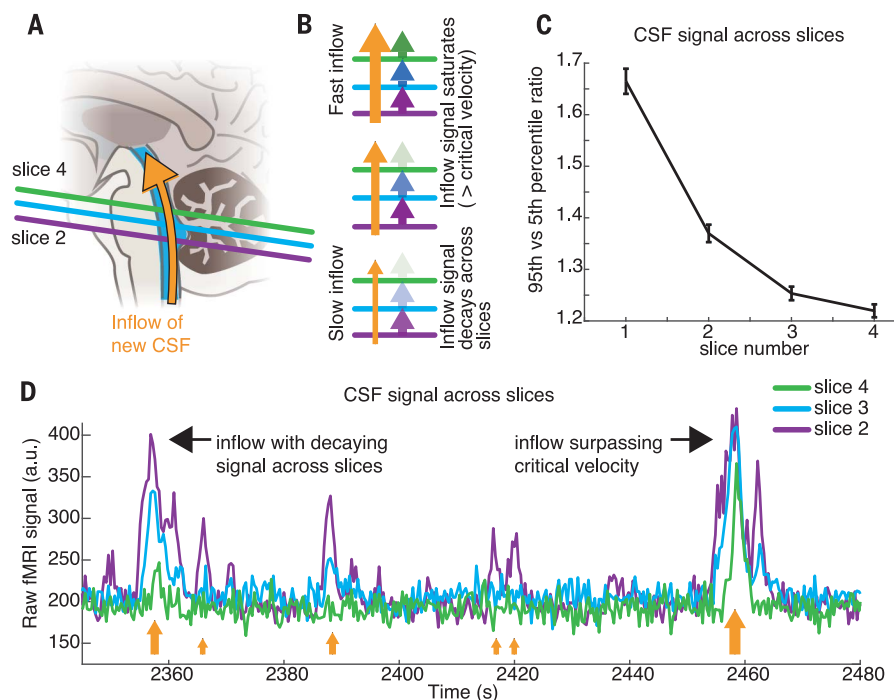 A
slice 4
slice 2
Inflow of
new CSF
B
Fast inflow
Slow inflow
Inflow signal saturates
( > critical velocity)
Inflow signal
decays across
slices
C
CSF signal across slices
95th vs 5th percentile ratio
1.7
1.6
1.5
1.4
1.3
1.2
1 2 3 4
slice number
D
CSF signal across slices
slice 4
slice 3
slice 2
inflow with decaying
signal across slices
inflow surpassing
critical velocity
Raw fMRI signal (a.u.)
400
350
300
250
200
150
2360 2380 2400 2420 2440 2460 2480
Time (s)